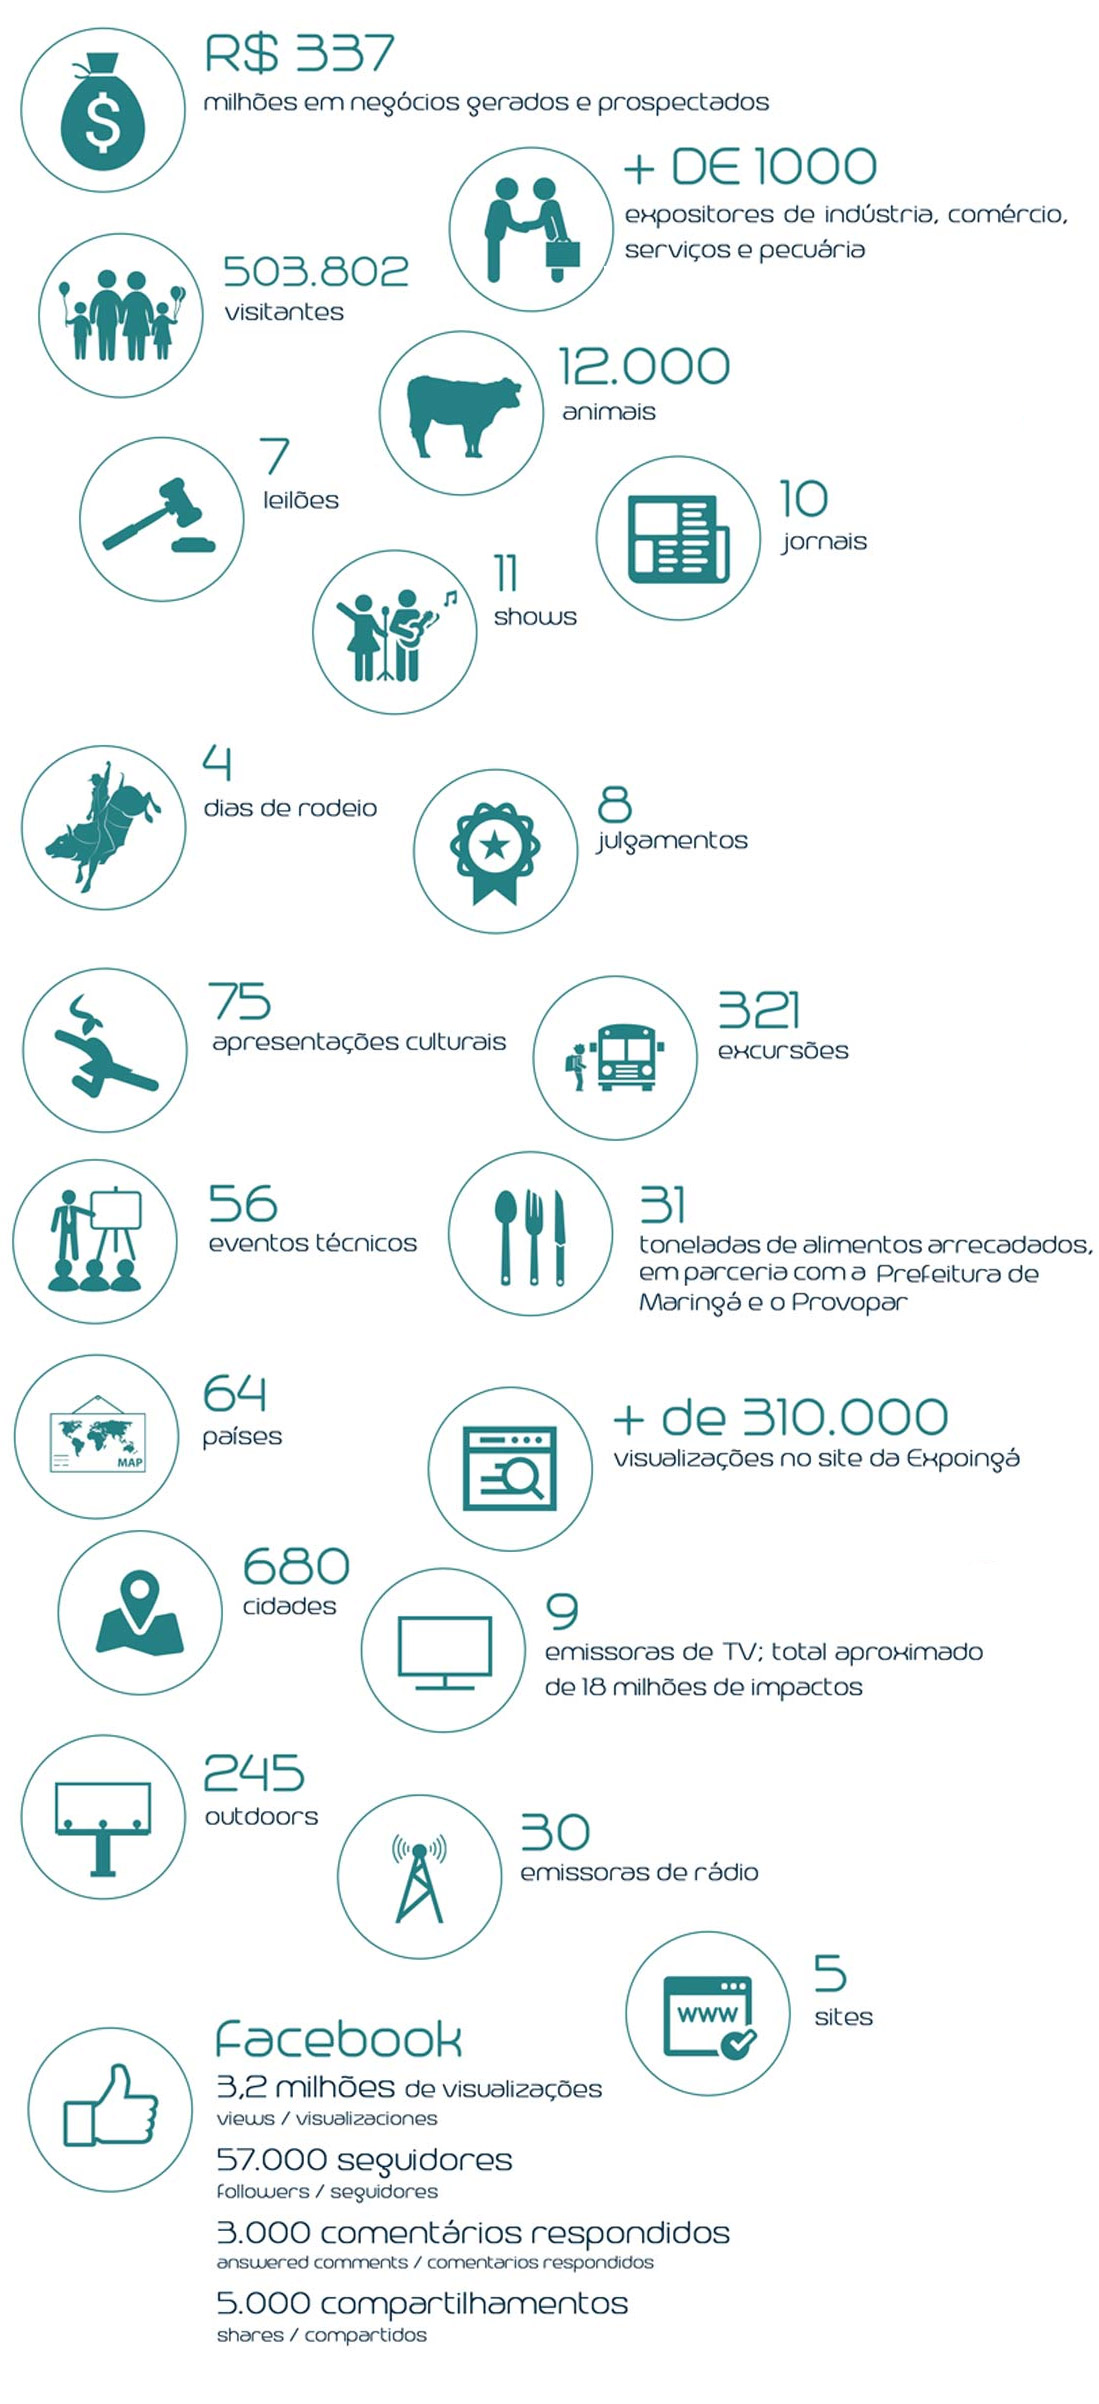 R$ 337
milhões em negócios gerados e prospectados
+ DE 1000
expositores de indústria, comércio,
serviços e pecuária
503.802
visitantes
12.000
animais
7
leilões
10
jornais
11
shows
4
dias de rodeio
8
julgamentos
75
apresentações culturais
321
excursões
56
eventos técnicos
31
toneladas de alimentos arrecadados,
em parceria com a Prefeitura de
Maringá e o Provopar
64
países
MAP
+ de 310.000
visualizações no site da Expoingá
680
cidades
9
emissoras de TV; total aproximado
de 18 milhões de impactos
245
outdoors
30
emissoras de rádio
5
sites
www
Facebook
3,2 milhões de visualizações
views / visualizaciones
57.000 seguidores
followers / seguidores
3.000 comentários respondidos
answered comments / comentarios respondidos
5.000 compartilhamentos
shares / compartidos